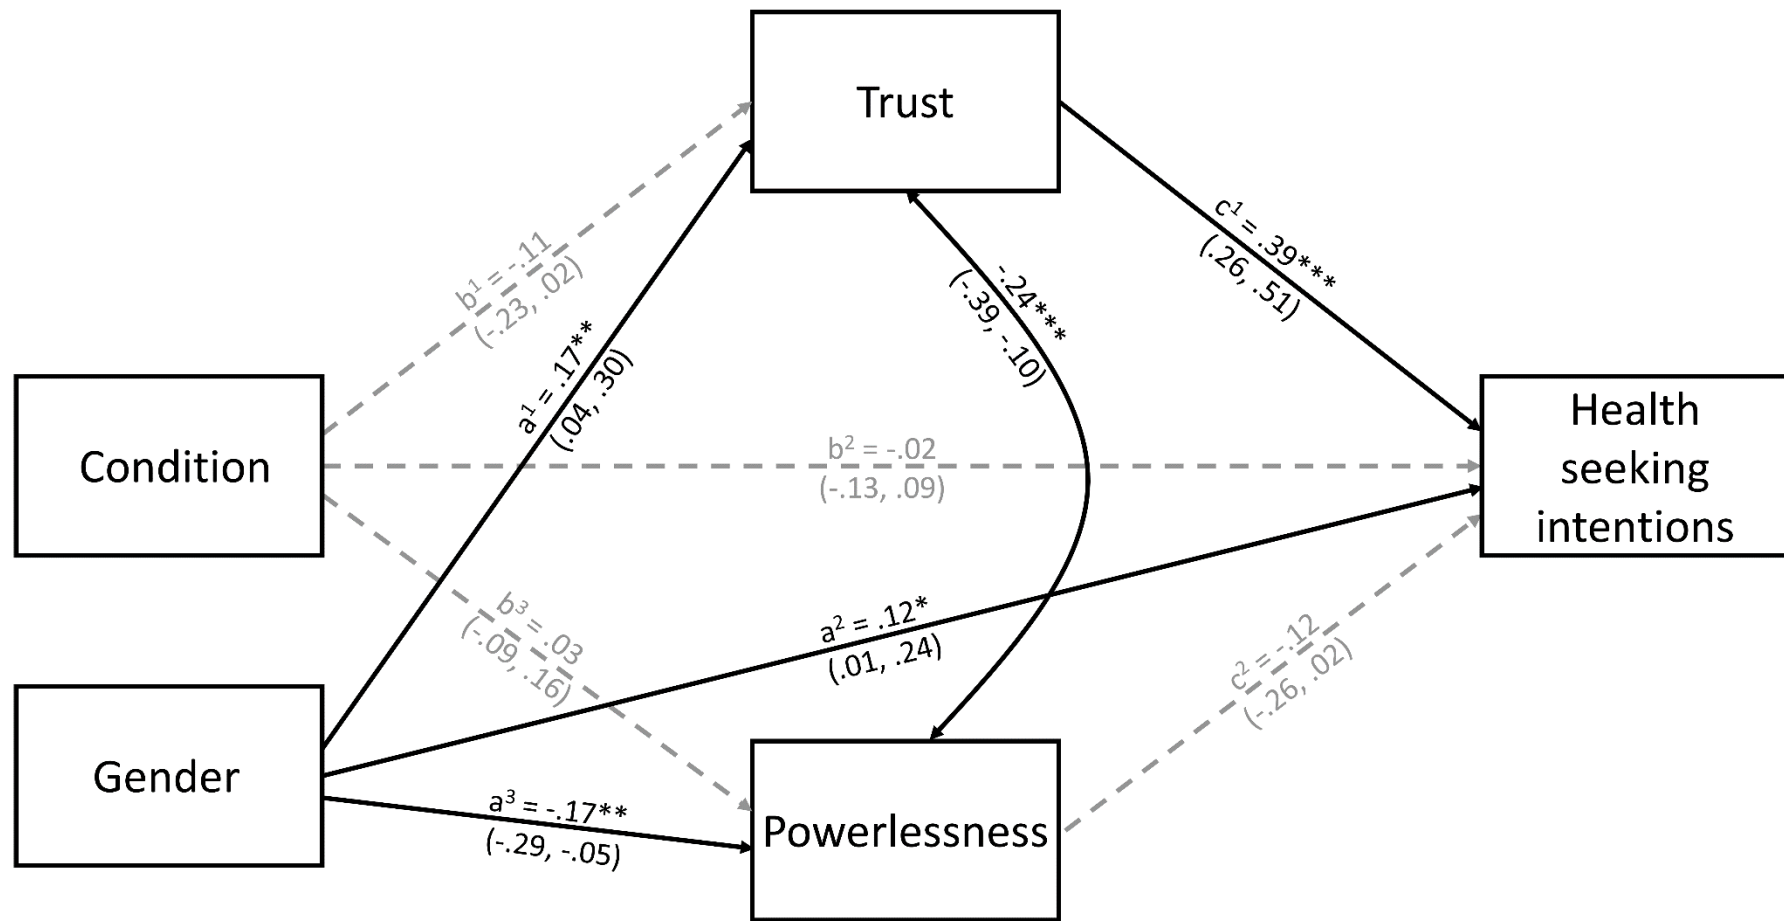 Trust
c¹ = .39***
(.26, .51)
-.24***
(-.39, -.10)
b¹ = -.11
(-.23, .02)
a¹ = .17**
(.04, .30)
Condition
b² = -.02
(-.13, .09)
Health
seeking
intentions
b³ = .03
(-.09, .16)
a² = .12*
(.01, .24)
c² = -.12
(-.26, .02)
Gender
a³ = -.17**
(-.29, -.05)
Powerlessness